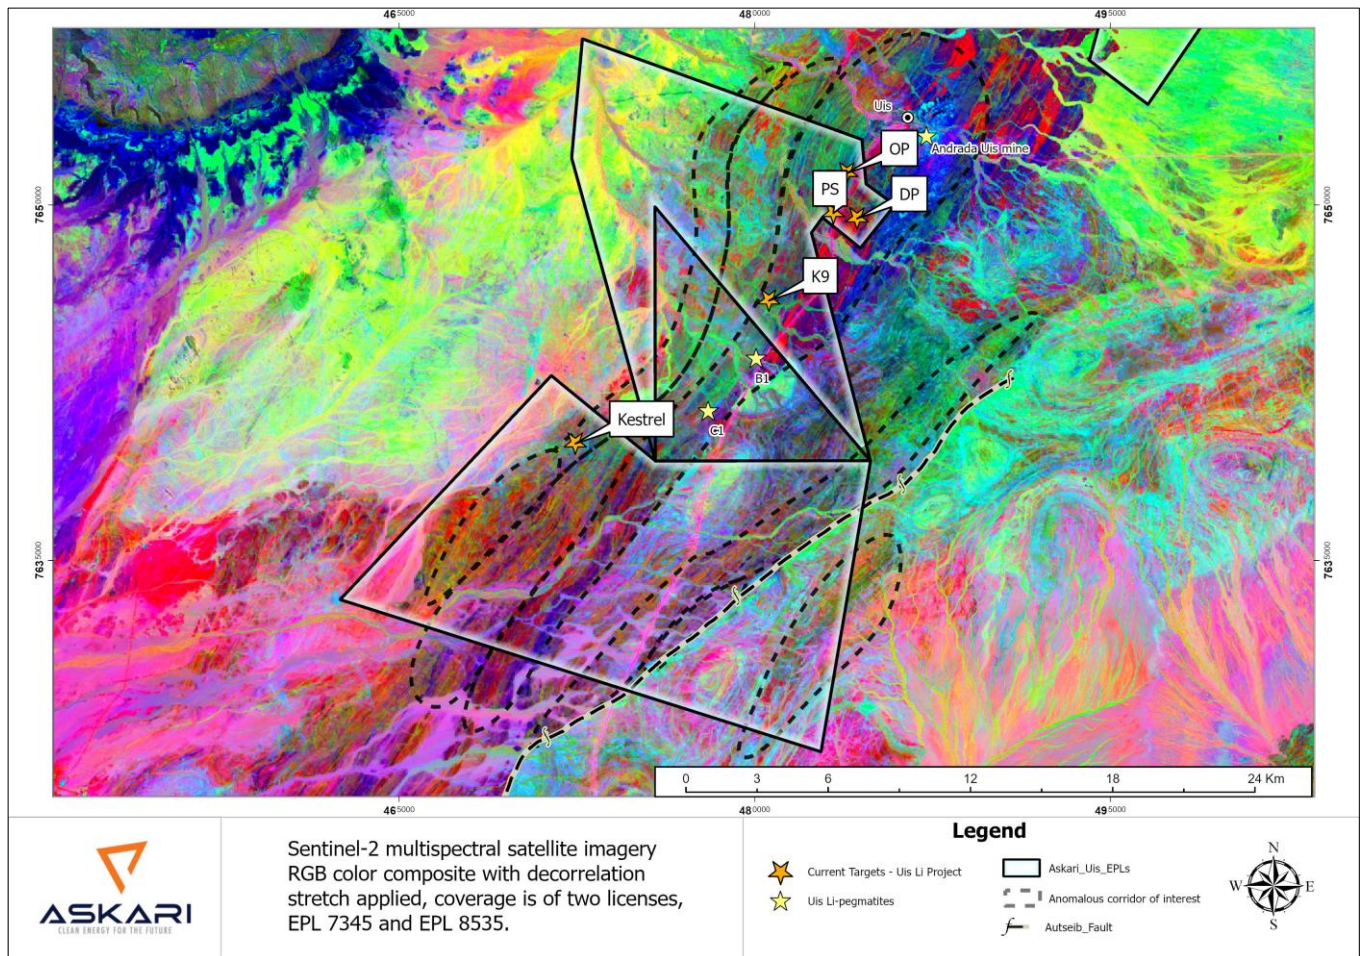 465000 480000 495000
7650000 7650000
7635000 7635000
Uis
Andrada Uis mine
OP
PS
DP
K9
B1
C1
Kestrel
f
f
f
f
0 3 6 12 18 24 Km
465000 480000 495000
ASKARI
CLEAN ENERGY FOR THE FUTURE
Sentinel-2 multispectral satellite imagery
RGB color composite with decorrelation
stretch applied, coverage is of two licenses,
EPL 7345 and EPL 8535.
Legend
Current Targets - Uis Li Project
Uis Li-pegmatites
Askari_Uis_EPLs
Anomalous corridor of interest
f
Autseib_Fault
N
W E
S